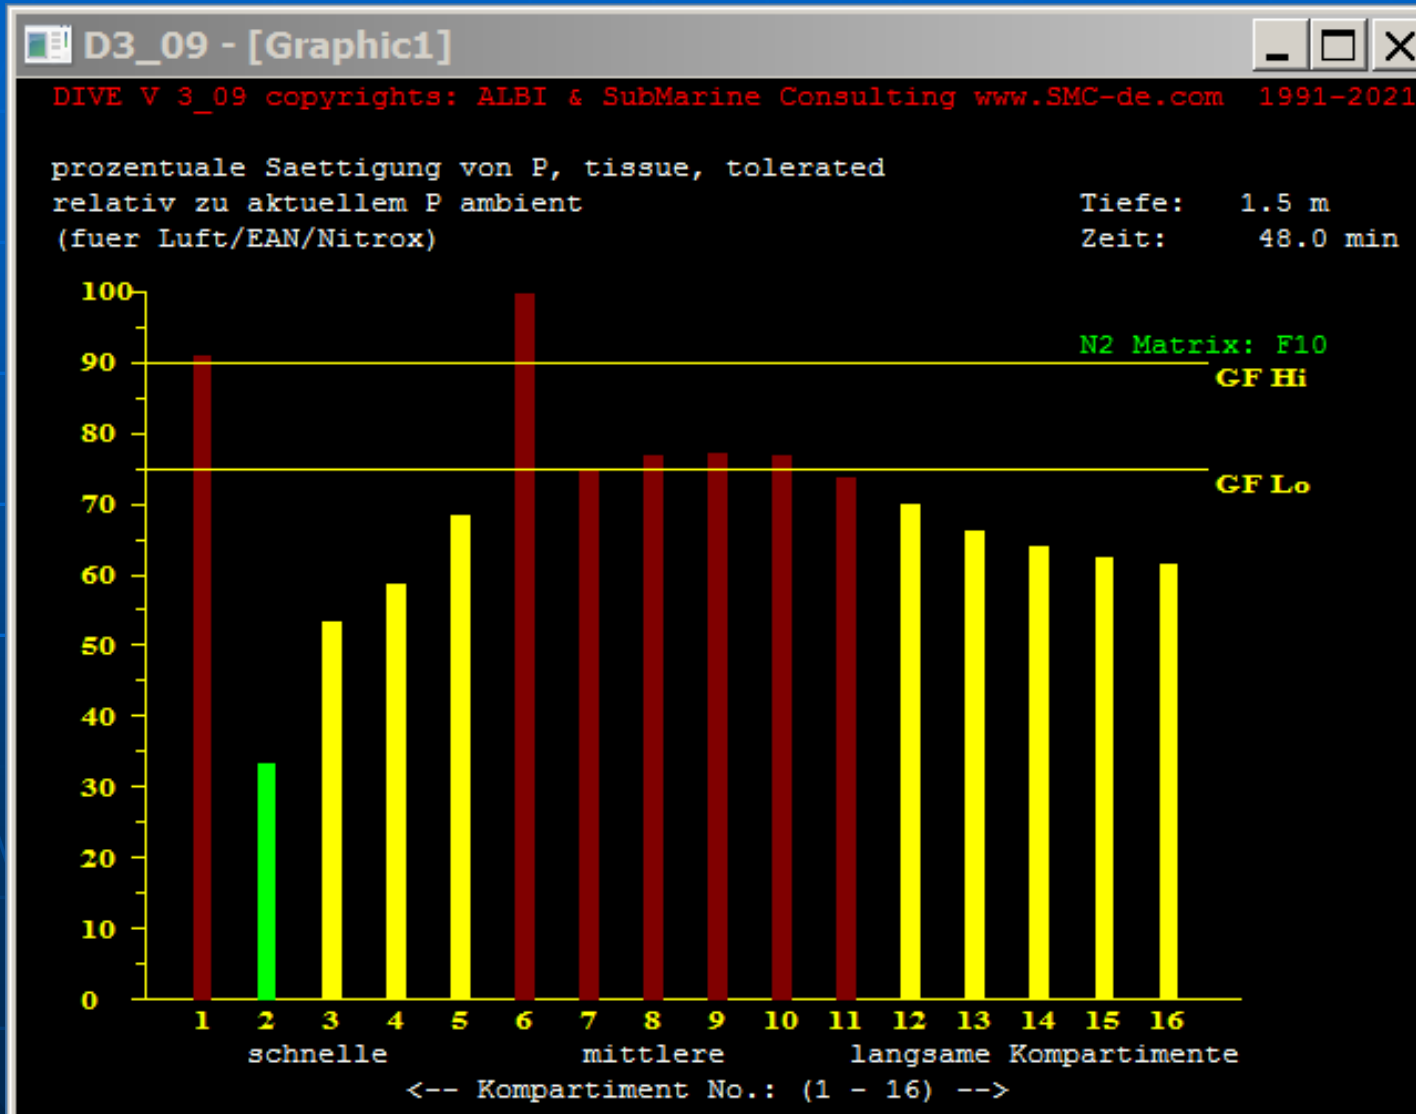 D3_09 - [Graphic1]
DIVE V 3_09 copyrights: ALBI & SubMarine Consulting www.SMC-de.com 1991-2021
prozentuale Saettigung von P, tissue, tolerated
relativ zu aktuellem P ambient
Tiefe: 1.5 m
(fuer Luft/EAN/Nitrox)
Zeit: 48.0 min
100
N2 Matrix: F10
90
GF Hi
80
GF Lo
70
60
50
40
30
20
10
0
1 2 3 4 5 6 7 8 9 10 11 12 13 14 15 16
schnelle mittlere langsame Kompartimente
<-- Kompartiment No.: (1 - 16) -->